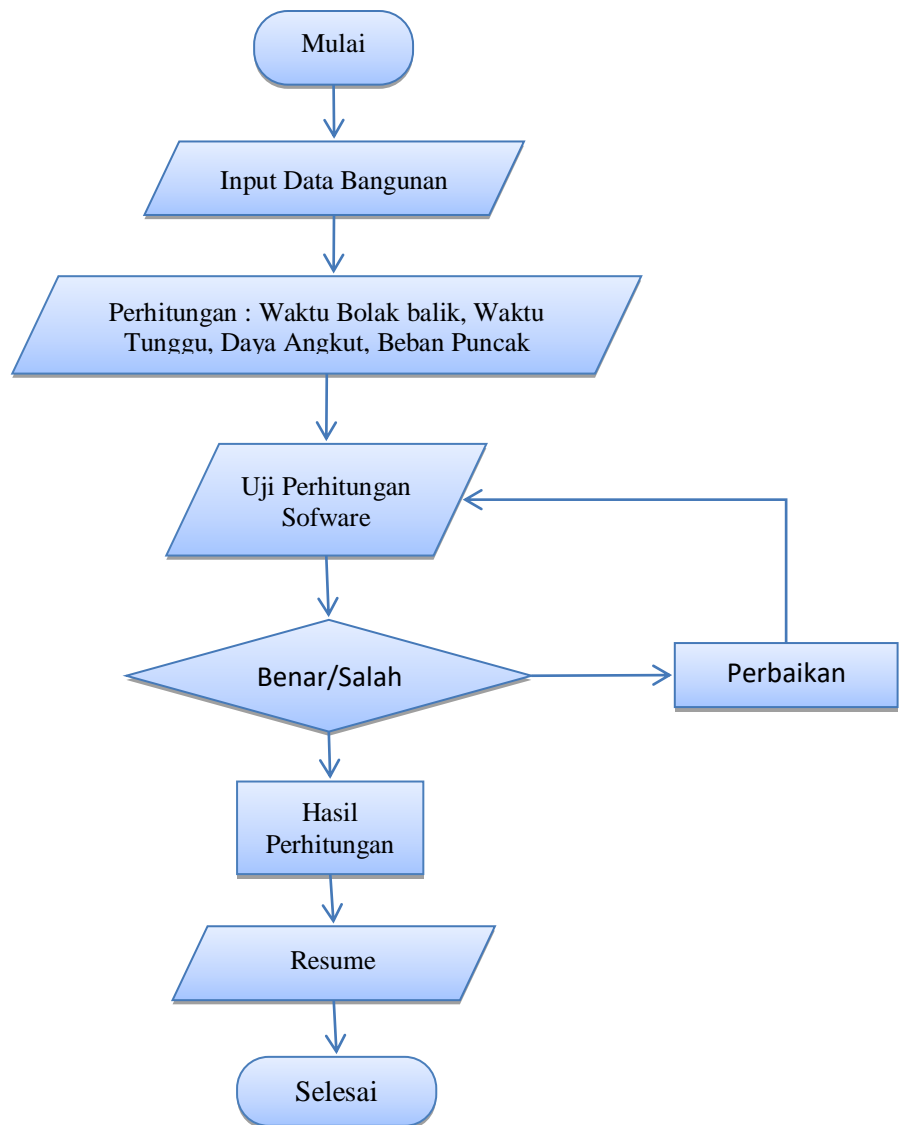 Mulai
Input Data Bangunan
Perhitungan : Waktu Bolak balik, Waktu
Tunggu, Daya Angkut, Beban Puncak
Uji Perhitungan
Sofware
Benar/Salah
Perbaikan
Hasil
Perhitungan
Resume
Selesai